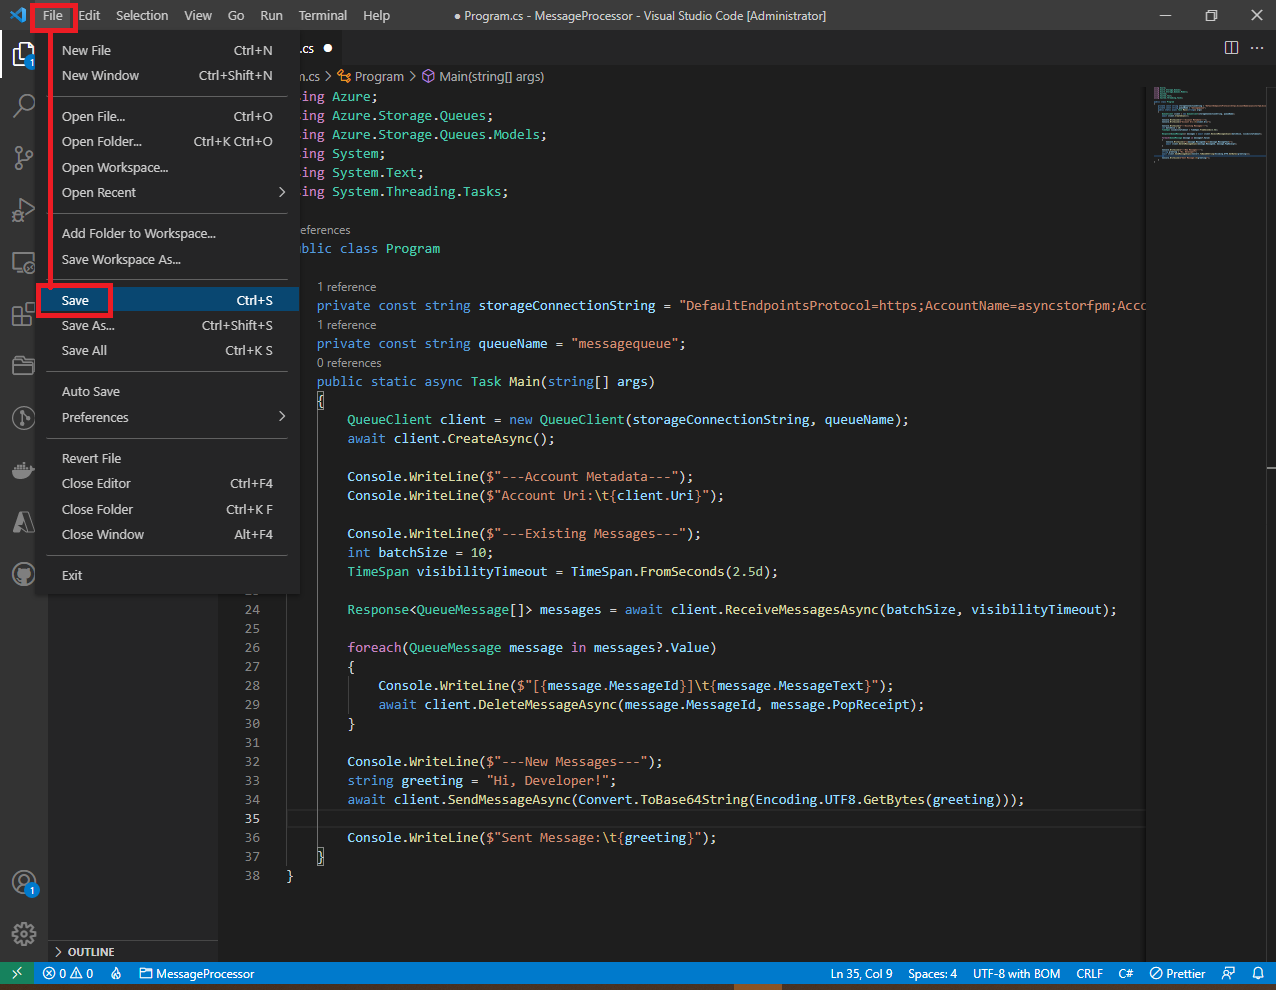 File Edit Selection View Go Run Terminal Help
● Program.cs - MessageProcessor - Visual Studio Code [Administrator]
New File Ctrl+N
New Window Ctrl+Shift+N
Open File... Ctrl+O
Open Folder... Ctrl+K Ctrl+O
Open Workspace...
Open Recent
Add Folder to Workspace...
Save Workspace As...
Save Ctrl+S
Save As... Ctrl+Shift+S
Save All Ctrl+K S
Auto Save
Preferences
Revert File
Close Editor Ctrl+F4
Close Folder Ctrl+K F
Close Window Alt+F4
Exit
.cs ●
m.cs > Program > Main(string[] args)
ing Azure;
ing Azure.Storage.Queues;
ing Azure.Storage.Queues.Models;
ing System;
ing System.Text;
ing System.Threading.Tasks;
eferences
blic class Program
1 reference
private const string storageConnectionString = "DefaultEndpointsProtocol=https;AccountName=asyncstorfpm;Acco
1 reference
private const string queueName = "messagequeue";
0 references
public static async Task Main(string[] args)
{
QueueClient client = new QueueClient(storageConnectionString, queueName);
await client.CreateAsync();
Console.WriteLine($"---Account Metadata---");
Console.WriteLine($"Account Uri:\t{client.Uri}");
Console.WriteLine($"---Existing Messages---");
int batchSize = 10;
TimeSpan visibilityTimeout = TimeSpan.FromSeconds(2.5d);
24 Response<QueueMessage[]> messages = await client.ReceiveMessagesAsync(batchSize, visibilityTimeout);
25
26 foreach(QueueMessage message in messages?.Value)
27 {
28 Console.WriteLine($"[{message.MessageId}]\t{message.MessageText}");
29 await client.DeleteMessageAsync(message.MessageId, message.PopReceipt);
30 }
31
32 Console.WriteLine($"---New Messages---");
33 string greeting = "Hi, Developer!";
34 await client.SendMessageAsync(Convert.ToBase64String(Encoding.UTF8.GetBytes(greeting)));
35
36 Console.WriteLine($"Sent Message:\t{greeting}");
37 }
38 }
1
1
OUTLINE
0 0 MessageProcessor Ln 35, Col 9 Spaces: 4 UTF-8 with BOM CRLF C# Prettier